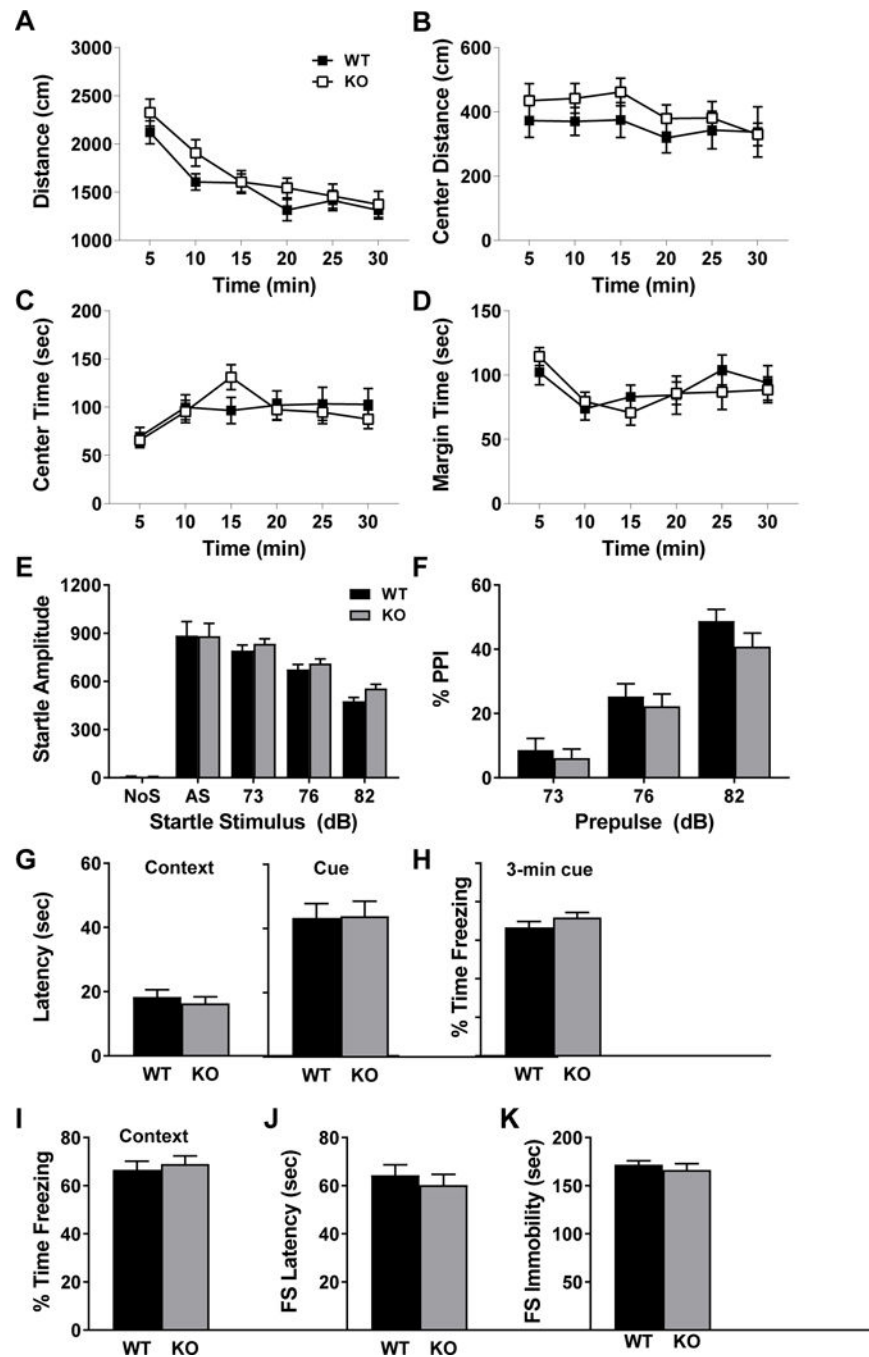 A
Distance (cm)
3000
2500
2000
1500
1000
WT
KO
5 10 15 20 25 30
Time (min)
B
Center Distance (cm)
600
400
200
0
5 10 15 20 25 30
Time (min)
C
Center Time (sec)
200
150
100
50
0
5 10 15 20 25 30
Time (min)
D
Margin Time (sec)
150
100
50
0
5 10 15 20 25 30
Time (min)
E
Startle Amplitude
1200
900
600
300
0
WT
KO
NoS AS 73 76 82
Startle Stimulus (dB)
F
% PPI
60
40
20
0
73 76 82
Prepulse (dB)
G
Latency (sec)
60
40
20
0
Context
WT KO
Cue
WT KO
H
% Time Freezing
3-min cue
WT KO
I
% Time Freezing
80
60
40
20
0
Context
WT KO
J
FS Latency (sec)
80
60
40
20
WT KO
K
FS Immobility (sec)
200
150
100
50
WT KO